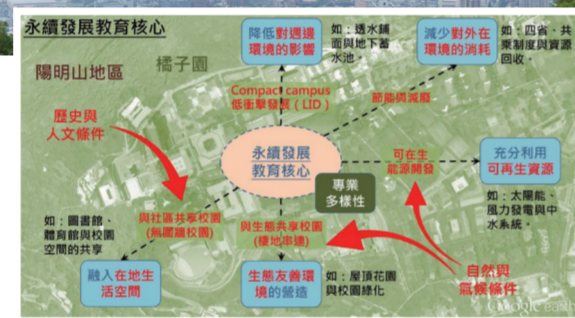 永續發展教育核心
陽明山地區
橘子園
降低對週邊
環境的影響
如:透水鋪
面與地下蓄
水池。
減少對外在
環境的消耗
如:四省、共
乘制度與資源
回收。
Compact campus
低衝擊發展(LID)
節能與減廢
歷史與
人文條件
永續發展
教育核心
專業
多樣性
可在生
能源開發
充分利用
可再生資源
如:太陽能、
風力發電與中
水系統。
與社區共享校園
(無圍牆校園)
與生態共享校園
(棲地串連)
如:圖書館、
體育館與校園
空間的共享
融入在地生
活空間
生態友善環
境的營造
如:屋頂花園
與校園綠化
自然與
氣候條件
Google earth